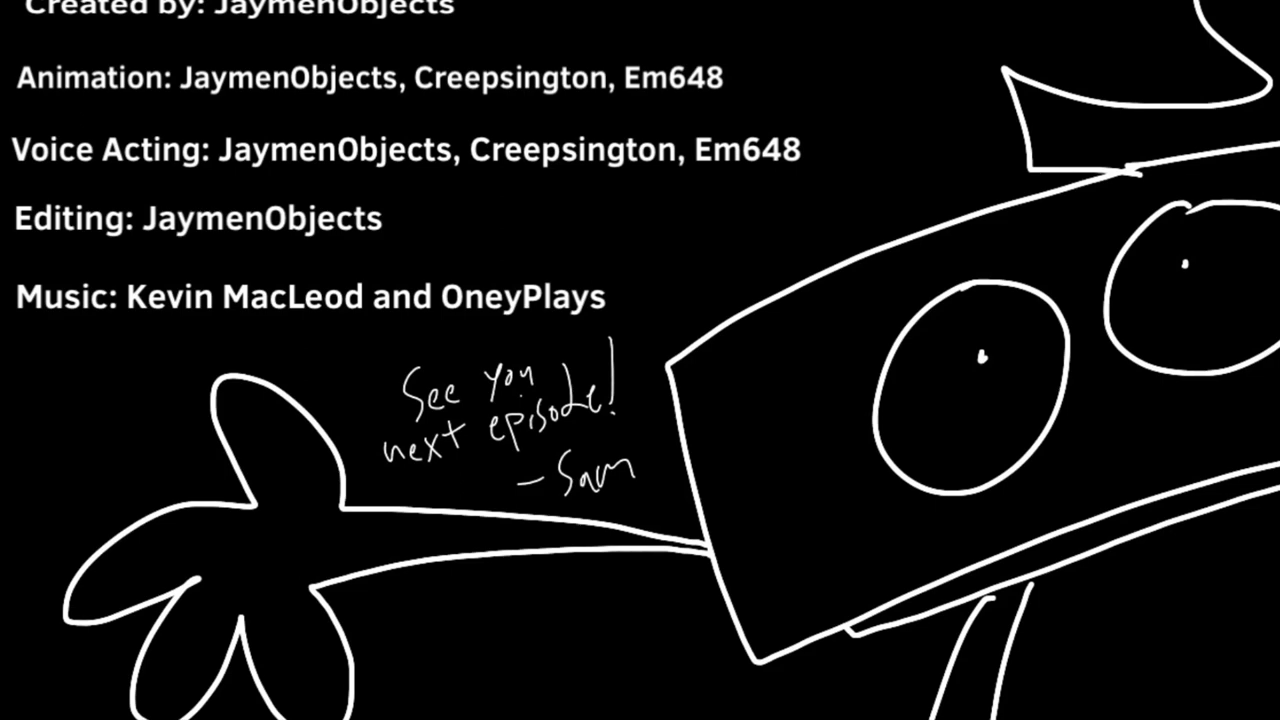 Created by: JaymenObjects
Animation: JaymenObjects, Creepsington, Em648
Voice Acting: JaymenObjects, Creepsington, Em648
Editing: JaymenObjects
Music: Kevin MacLeod and OneyPlays
See you
next episode!
- Sam